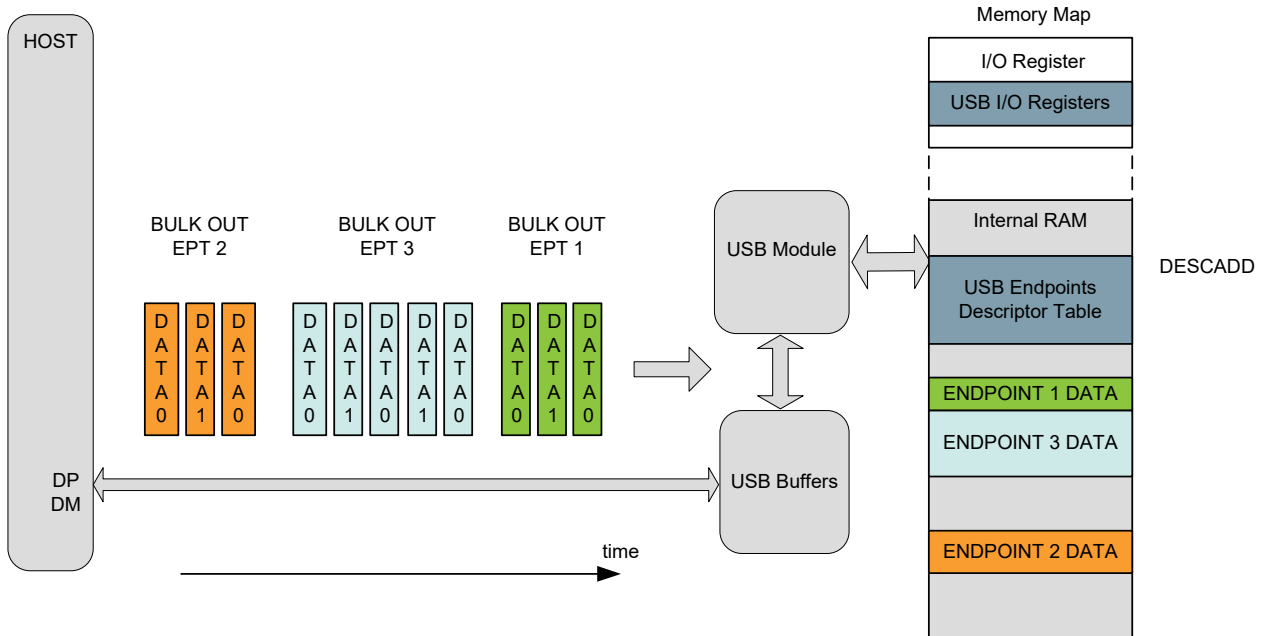 Memory Map
HOST
I/O Register
USB I/O Registers
BULK OUT
EPT 2
BULK OUT
EPT 3
BULK OUT
EPT 1
USB Module
Internal RAM
DESCADD
USB Endpoints
Descriptor Table
DATA0
DATA1
DATA0
DATA0
DATA1
DATA0
DATA1
DATA0
DATA0
DATA1
DATA0
ENDPOINT 1 DATA
ENDPOINT 3 DATA
DP
DM
USB Buffers
time
ENDPOINT 2 DATA